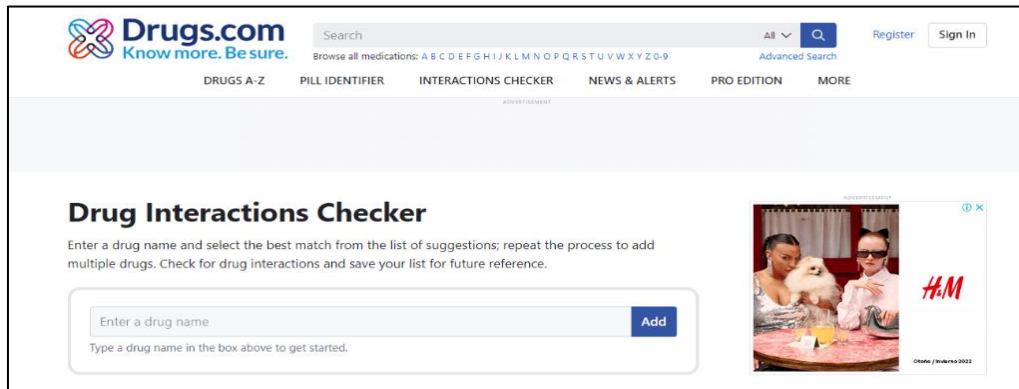 Drugs.com
Know more. Be sure.
Search
All
Register
Sign In
Browse all medications: A B C D E F G H I J K L M N O P Q R S T U V W X Y Z 0-9
Advanced Search
DRUGS A-Z PILL IDENTIFIER INTERACTIONS CHECKER NEWS & ALERTS PRO EDITION MORE
ADVERTISEMENT
Drug Interactions Checker
Enter a drug name and select the best match from the list of suggestions; repeat the process to add
multiple drugs. Check for drug interactions and save your list for future reference.
Enter a drug name
Add
Type a drug name in the box above to get started.
ADVERTISEMENT
H&M
Otoño / Invierno 2022